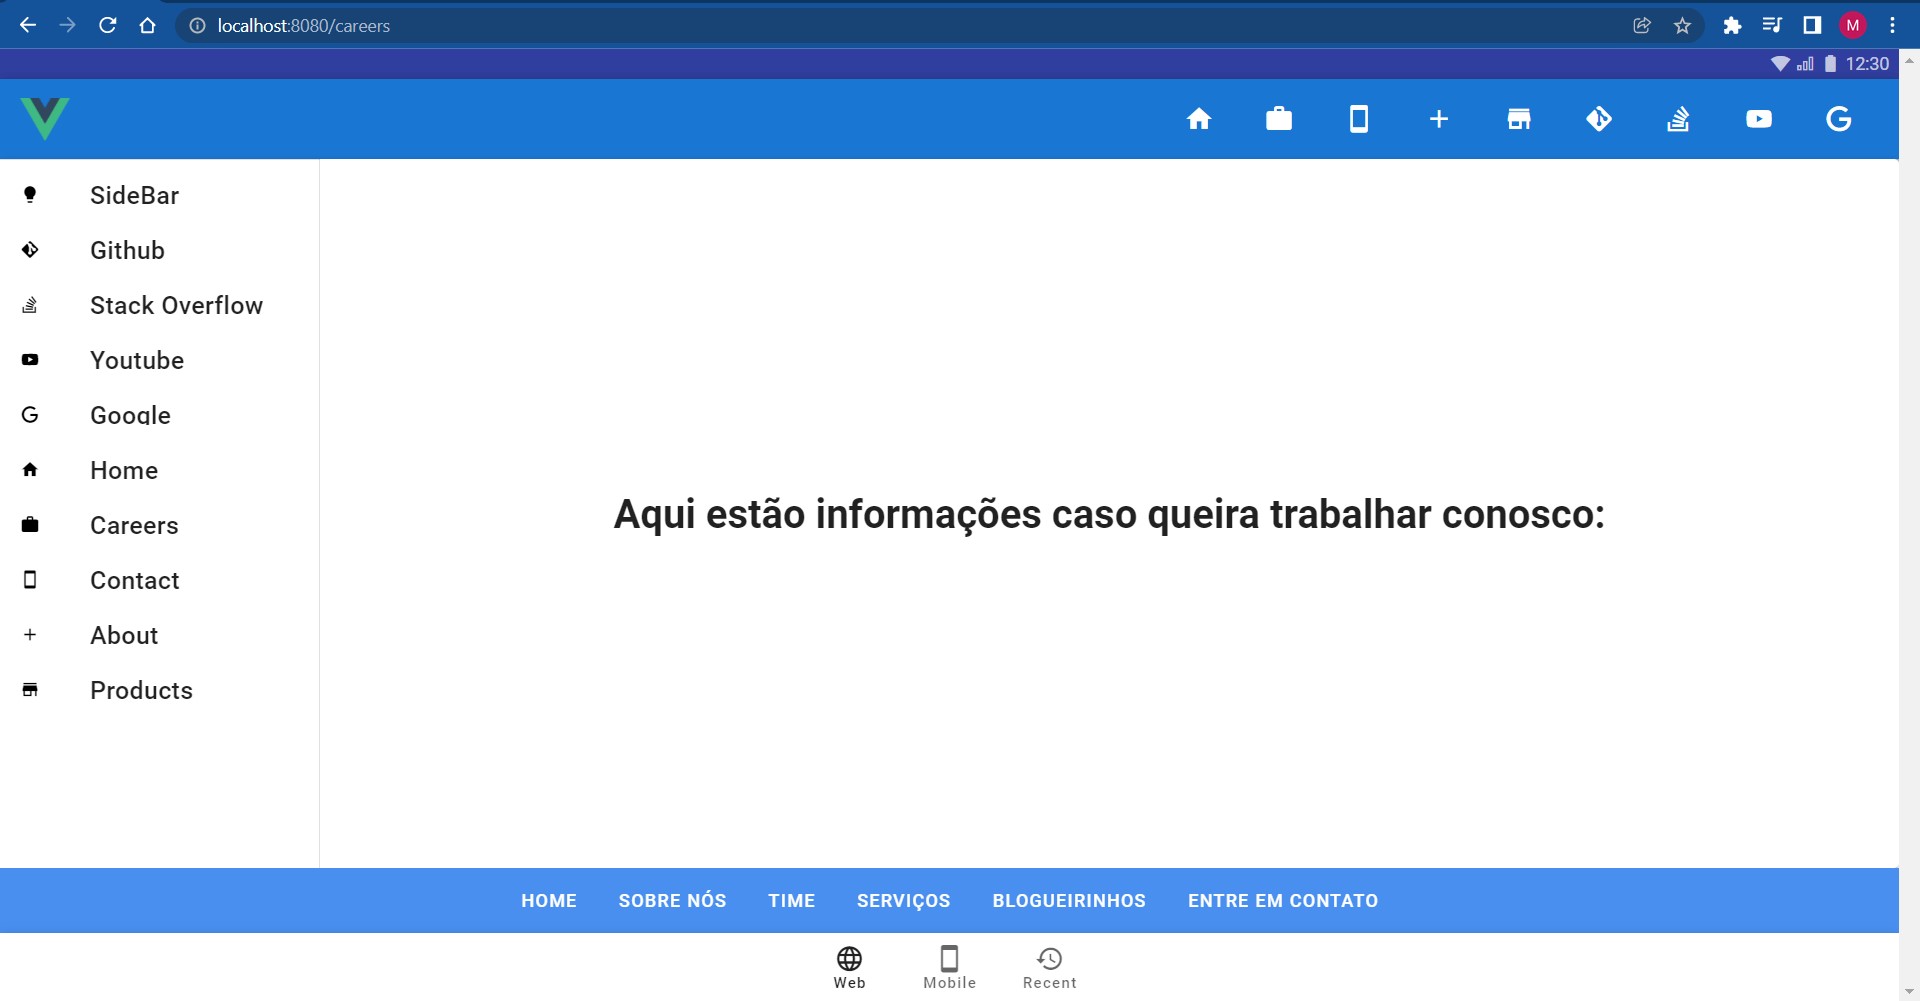 localhost:8080/careers
M
12:30
SideBar
Github
Stack Overflow
Youtube
Google
Home
Careers
Contact
About
Products
Aqui estão informações caso queira trabalhar conosco:
HOME SOBRE NÓS TIME SERVIÇOS BLOGUEIRINHOS ENTRE EM CONTATO
Web Mobile Recent